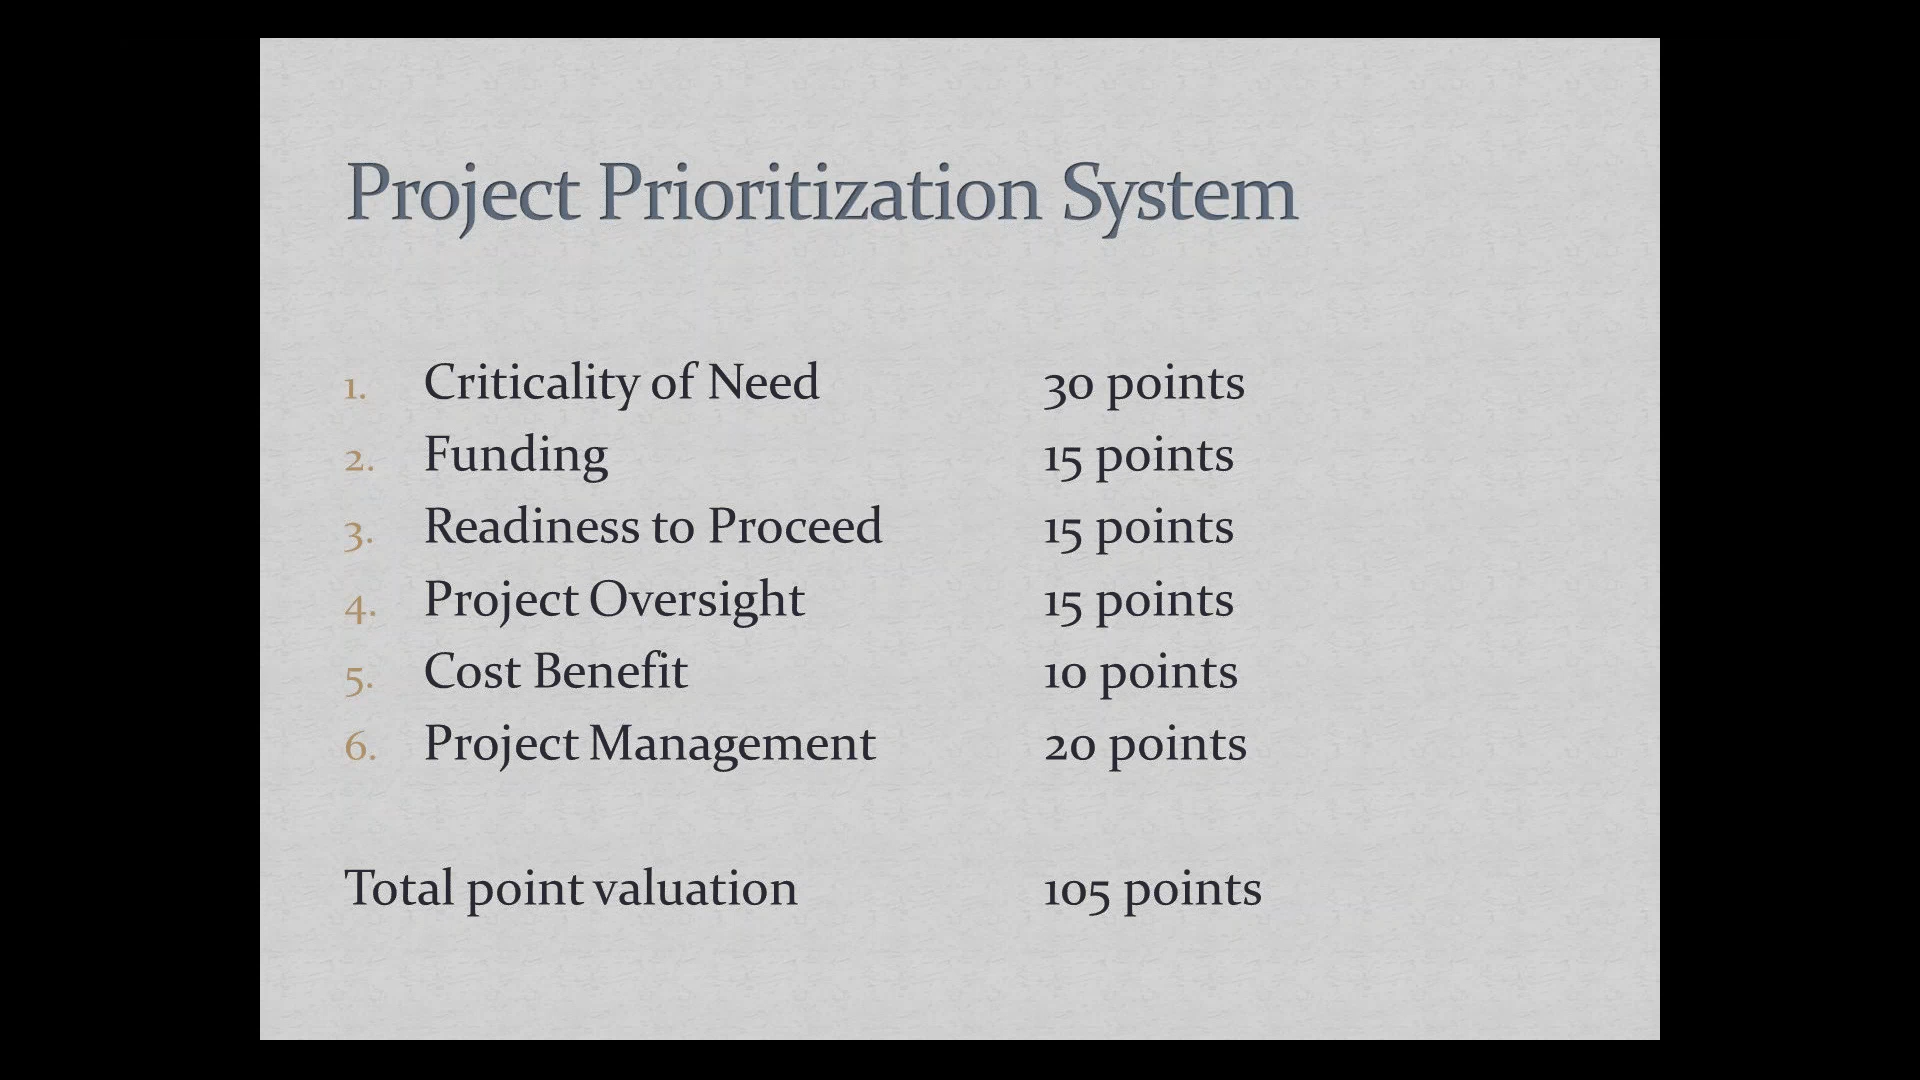 Project Prioritization System
1. Criticality of Need 30 points
2. Funding 15 points
3. Readiness to Proceed 15 points
4. Project Oversight 15 points
5. Cost Benefit 10 points
6. Project Management 20 points
Total point valuation 105 points